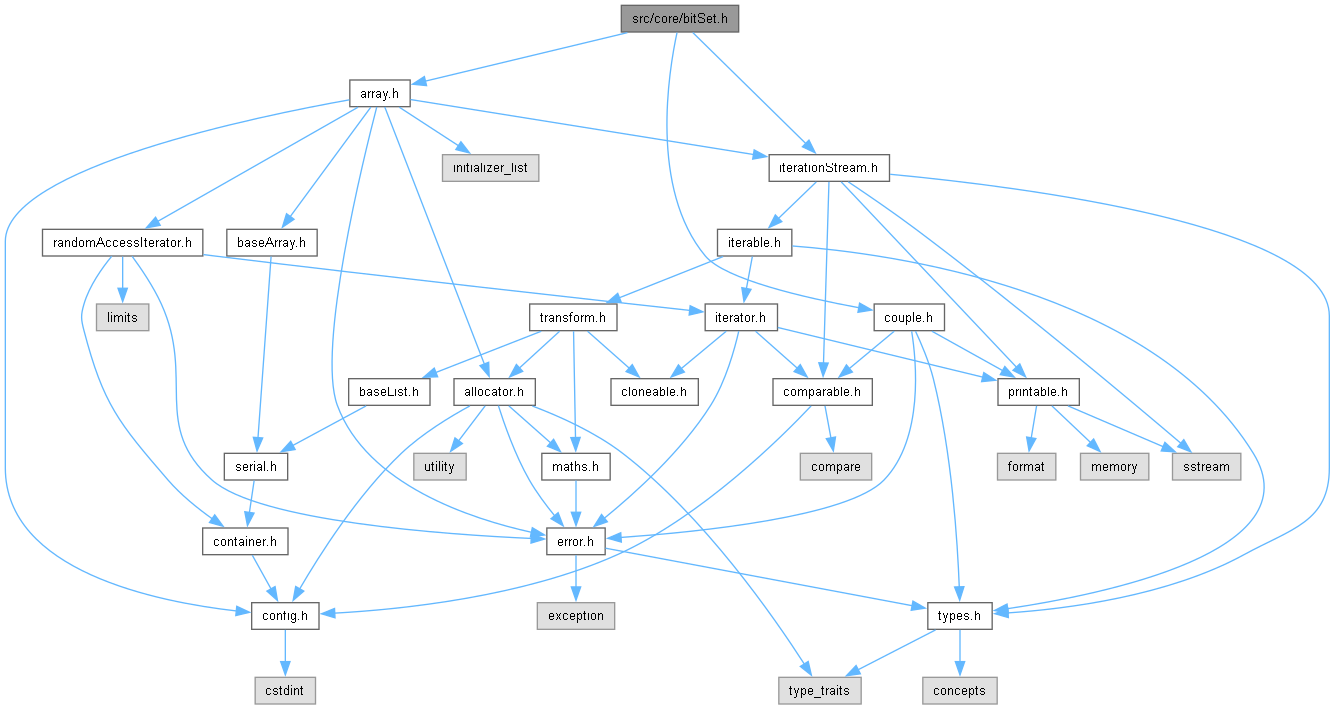 src/core/bitSet.h
array.h
initializer_list
iterationStream.h
randomAccessIterator.h
baseArray.h
iterable.h
limits
transform.h
iterator.h
couple.h
baseList.h
allocator.h
cloneable.h
comparable.h
printable.h
serial.h
utility
maths.h
compare
format
memory
sstream
container.h
error.h
config.h
exception
types.h
cstdint
type_traits
concepts